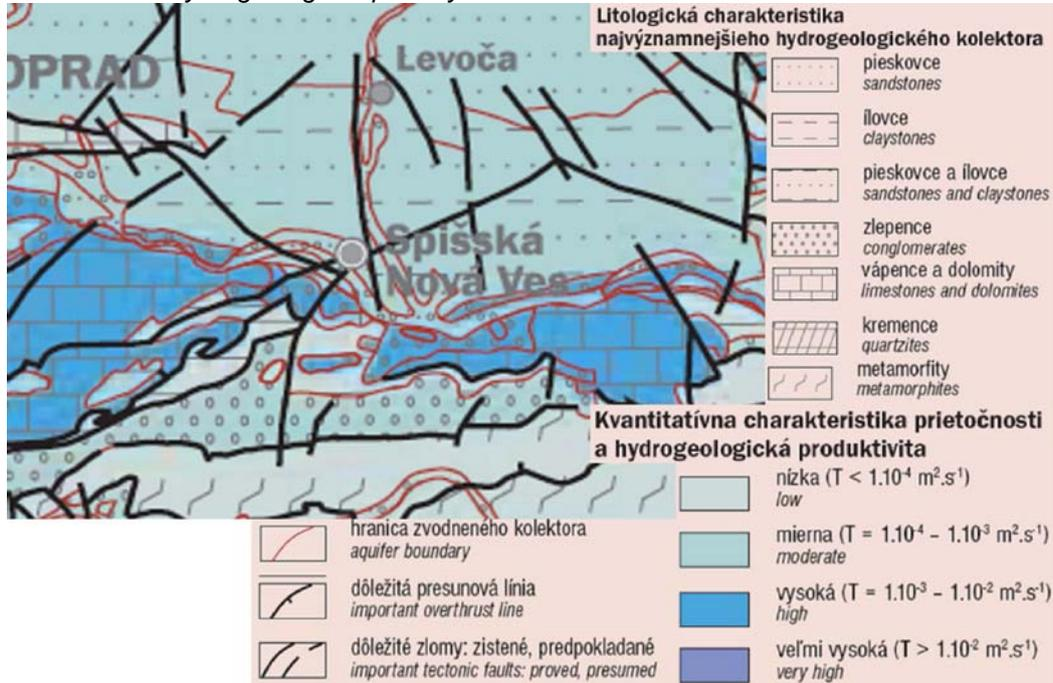 Litologická charakteristika
najvýznamnejšieho hydrogeologického kolektora
OPRAD
Levoča
Spišská
Nová Ves
pieskovce
sandstones
ílovce
claystones
pieskovce a ílovce
sandstones and claystones
zlepence
conglomerates
vápence a dolomity
limestones and dolomites
kremence
quartzites
metamorfity
metamorphites
Kvantitatívna charakteristika prietočnosti
a hydrogeologická produktivita
nízka (T < 1.10⁻⁴ m².s⁻¹)
low
mierna (T = 1.10⁻⁴ – 1.10⁻³ m².s⁻¹)
moderate
vysoká (T = 1.10⁻³ – 1.10⁻² m².s⁻¹)
high
veľmi vysoká (T > 1.10⁻² m².s⁻¹)
very high
hranica zvodneného kolektora
aquifer boundary
dôležitá presunová línia
important overthrust line
dôležité zlomy: zistené, predpokladané
important tectonic faults: proved, presumed